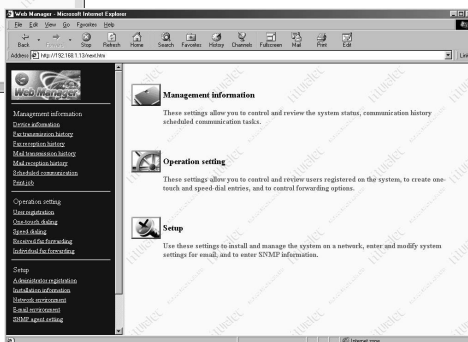 Web Manager - Microsoft Internet Explorer
File Edit View Go Favorites Help
Back Forward Stop Refresh Home Search Favorites History Channels Fullscreen Mail Print Edit
Address http://192.168.1.13/next.htm
Web Manager
Management information
Device information
Fax transmission history
Fax reception history
Mail transmission history
Mail reception history
Scheduled communication
Print job
Operation setting
User registration
One-touch dialing
Speed dialing
Received fax forwarding
Individual fax forwarding
Setup
Administrator registration
Installation information
Network environment
E-mail environment
SNMP agent setting
Management information
These settings allow you to control and review the system status, communication history
scheduled communication tasks.
Operation setting
These settings allow you to control and review users registered on the system, to create one-
touch and speed-dial entries, and to control forwarding options.
Setup
Use these settings to install and manage the system on a network, enter and modify system
settings for email, and to enter SNMP information.
Internet zone